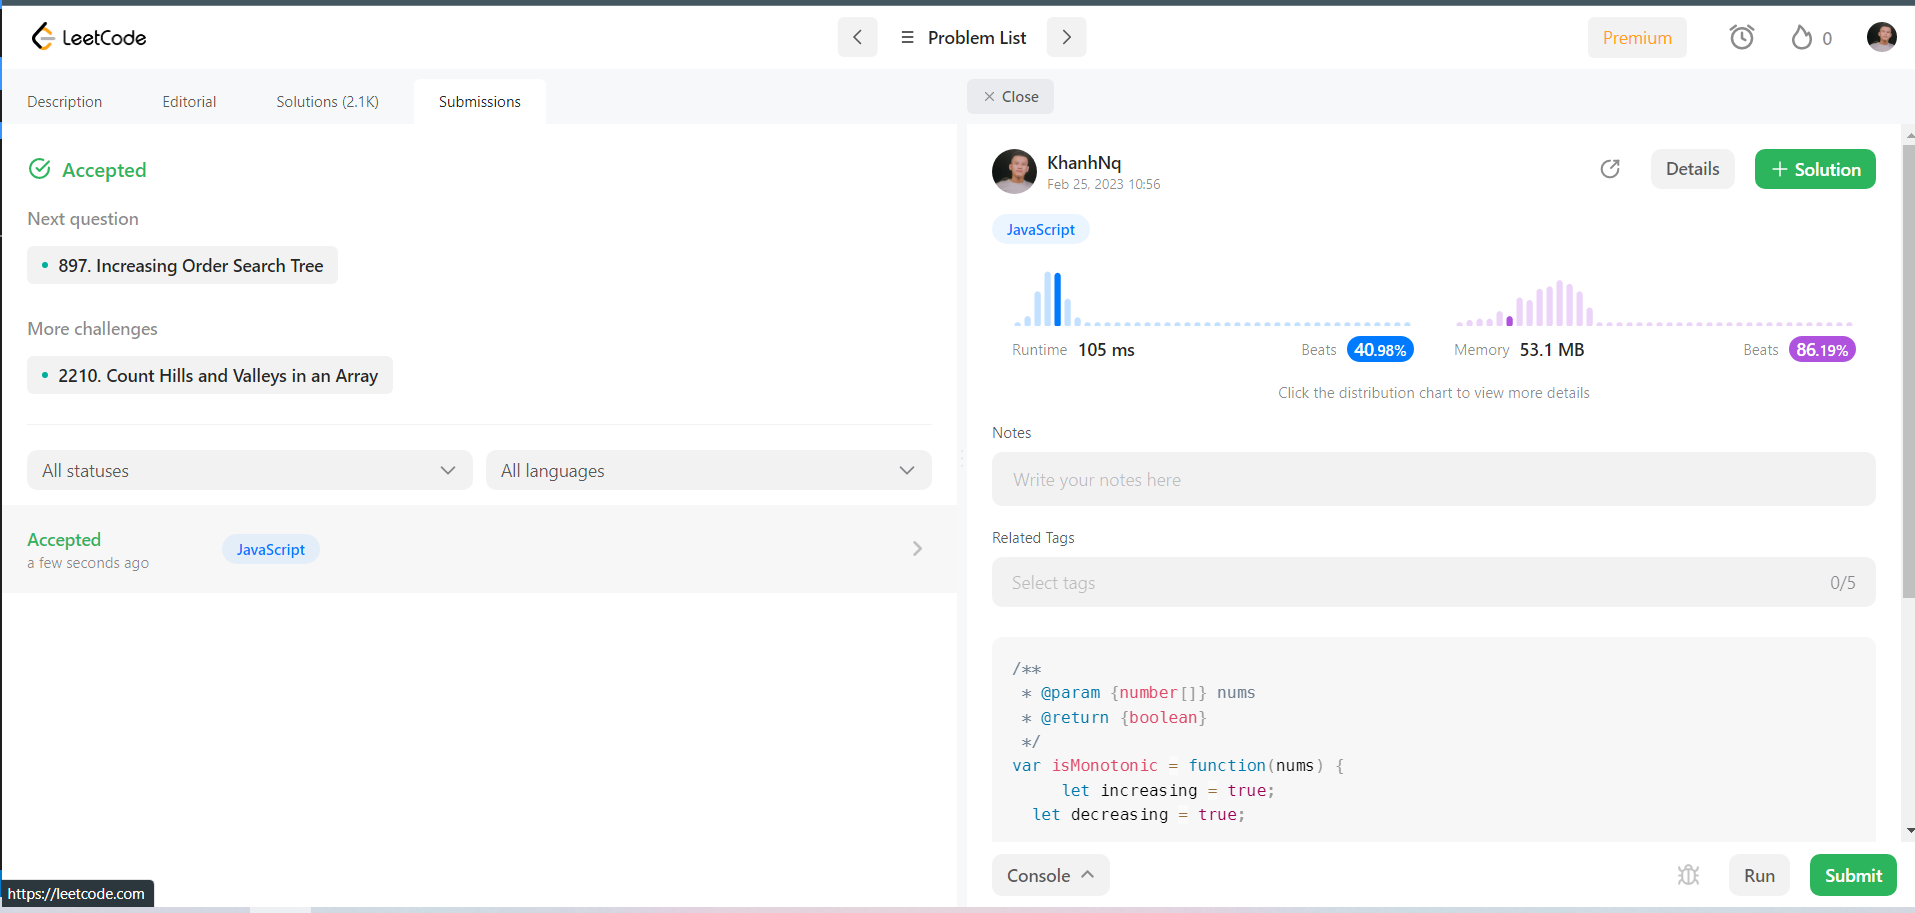 LeetCode
Problem List
Premium
0
Description
Editorial
Solutions (2.1K)
Submissions
Close
Accepted
Next question
897. Increasing Order Search Tree
More challenges
2210. Count Hills and Valleys in an Array
All statuses
All languages
Accepted
a few seconds ago
JavaScript
KhanhNq
Feb 25, 2023 10:56
Details
+ Solution
JavaScript
Runtime 105 ms
Beats 40.98%
Memory 53.1 MB
Beats 86.19%
Click the distribution chart to view more details
Notes
Write your notes here
Related Tags
Select tags
0/5
/**
* @param {number[]} nums
* @return {boolean}
*/
var isMonotonic = function(nums) {
let increasing = true;
let decreasing = true;
Console
Run
Submit
https://leetcode.com